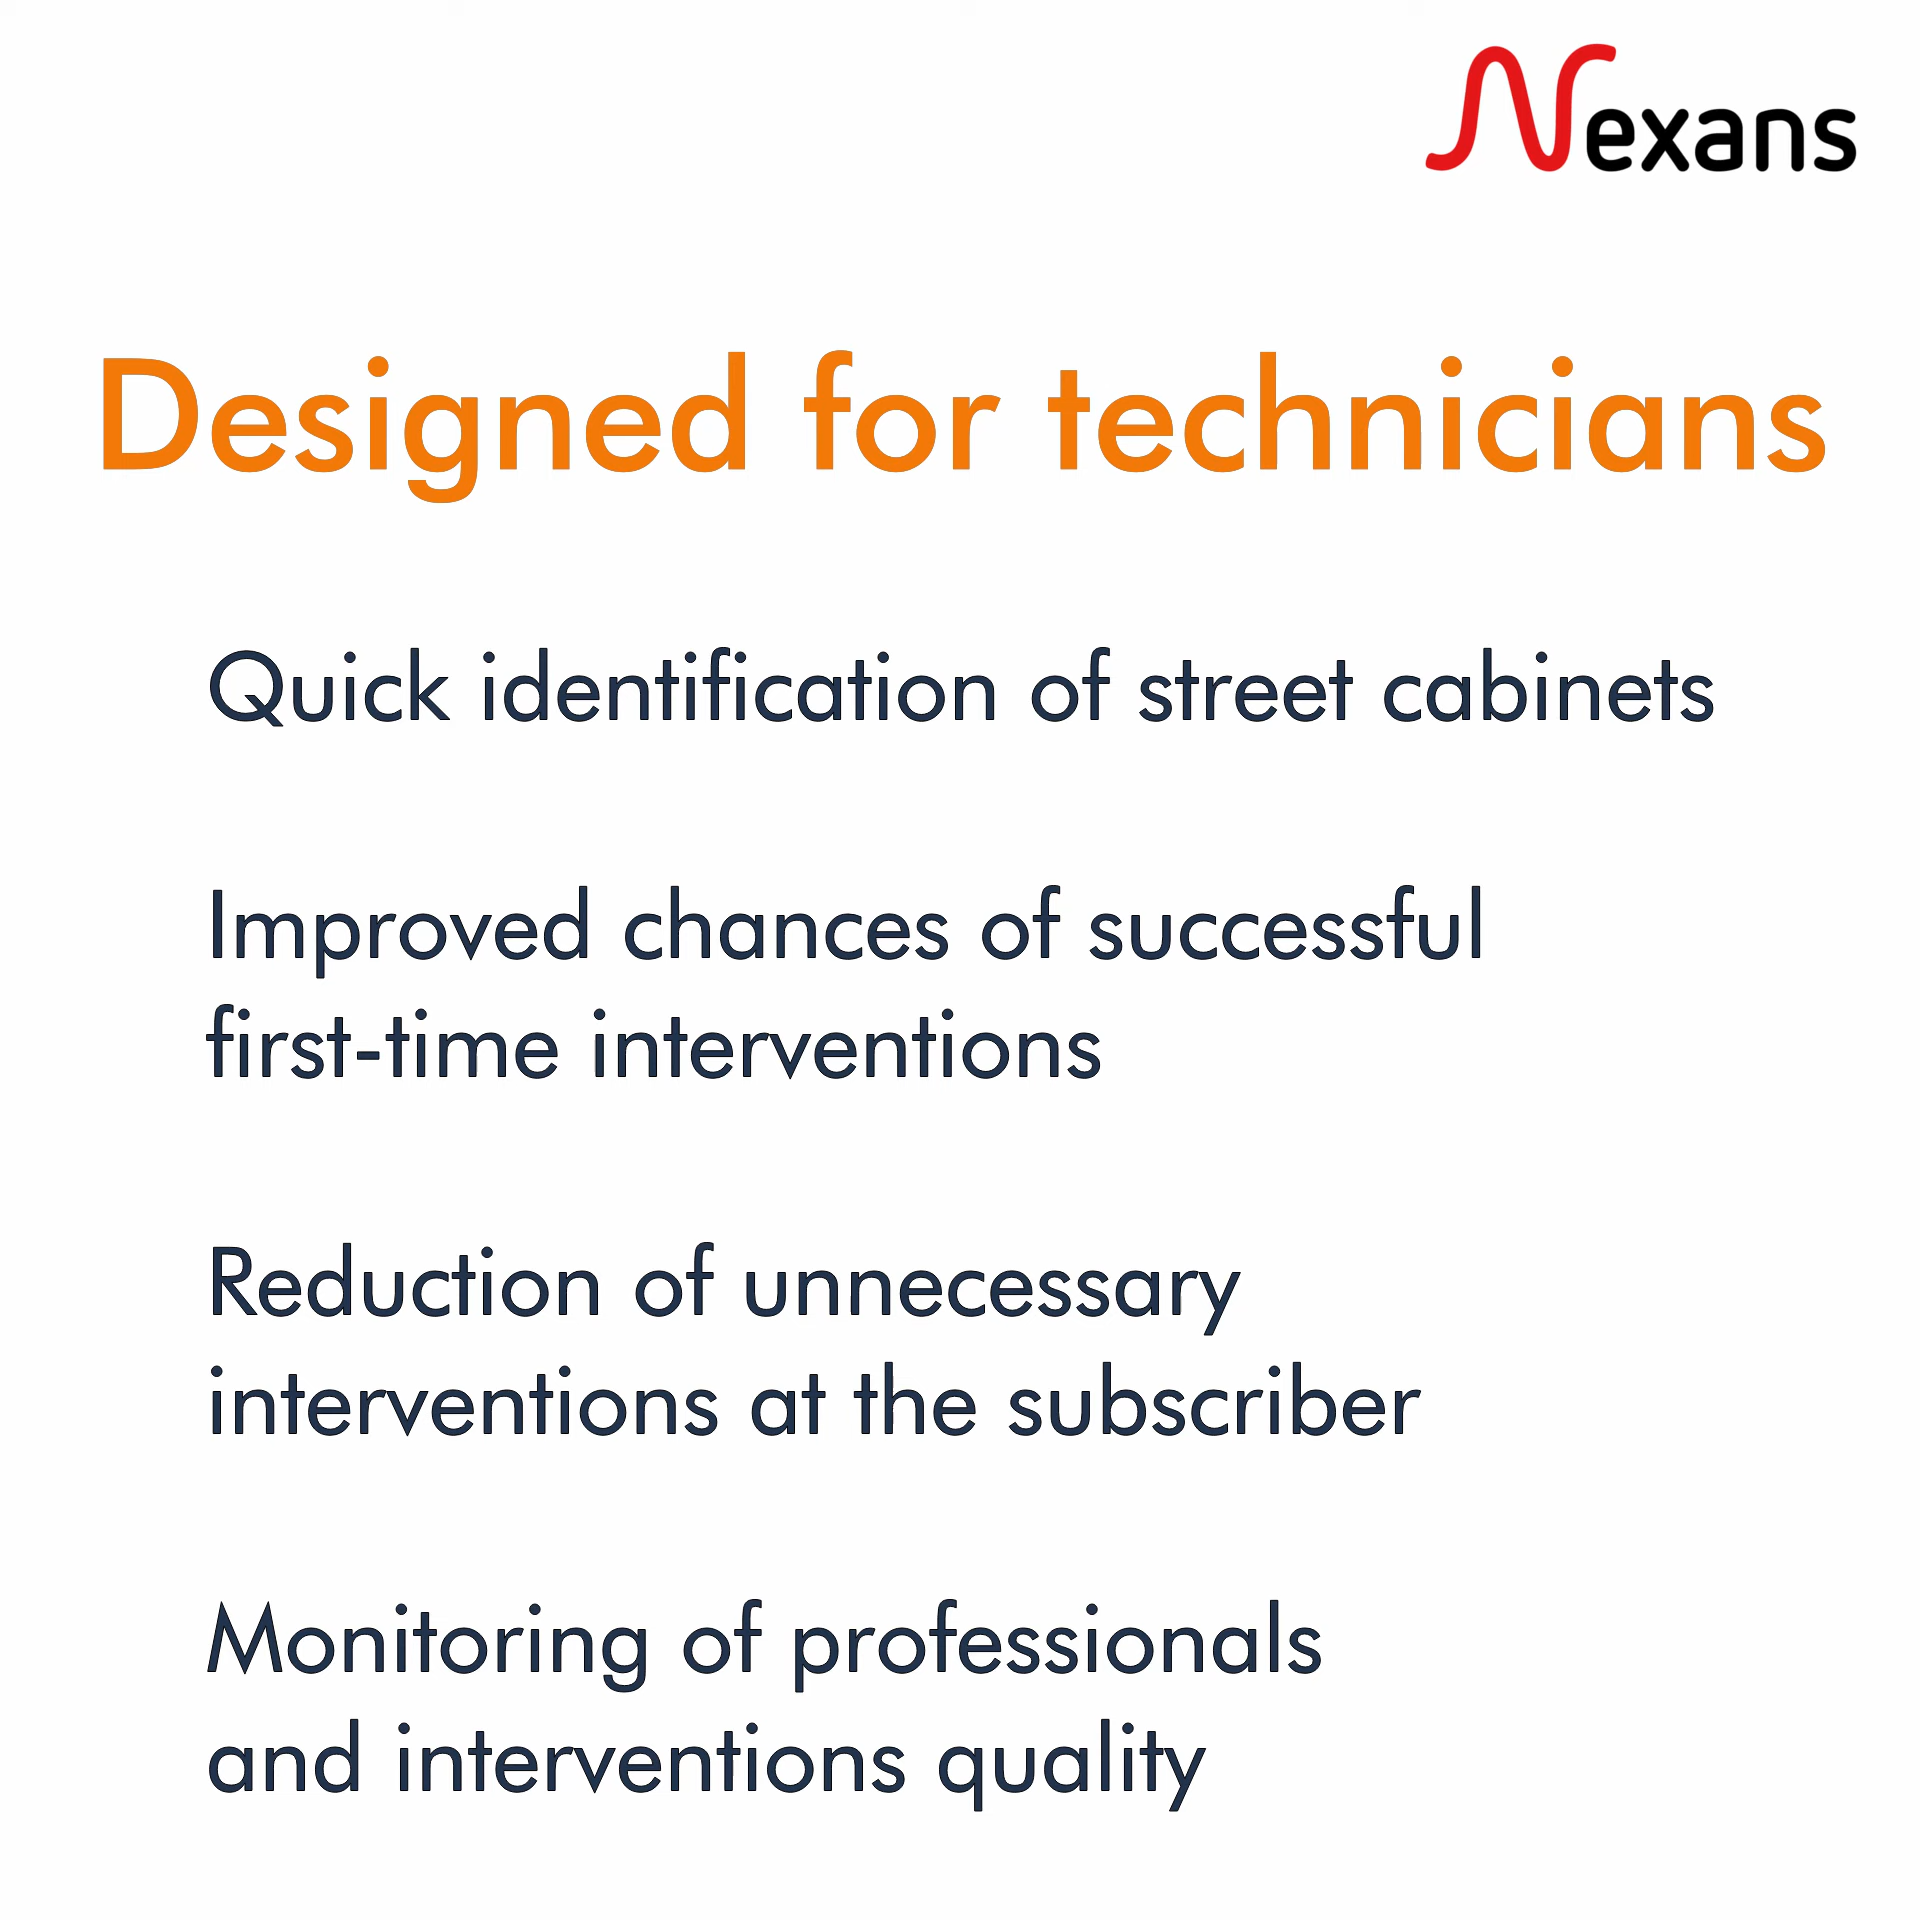 Nexans
Designed for technicians
Quick identification of street cabinets
Improved chances of successful
first-time interventions
Reduction of unnecessary
interventions at the subscriber
Monitoring of professionals
and interventions quality